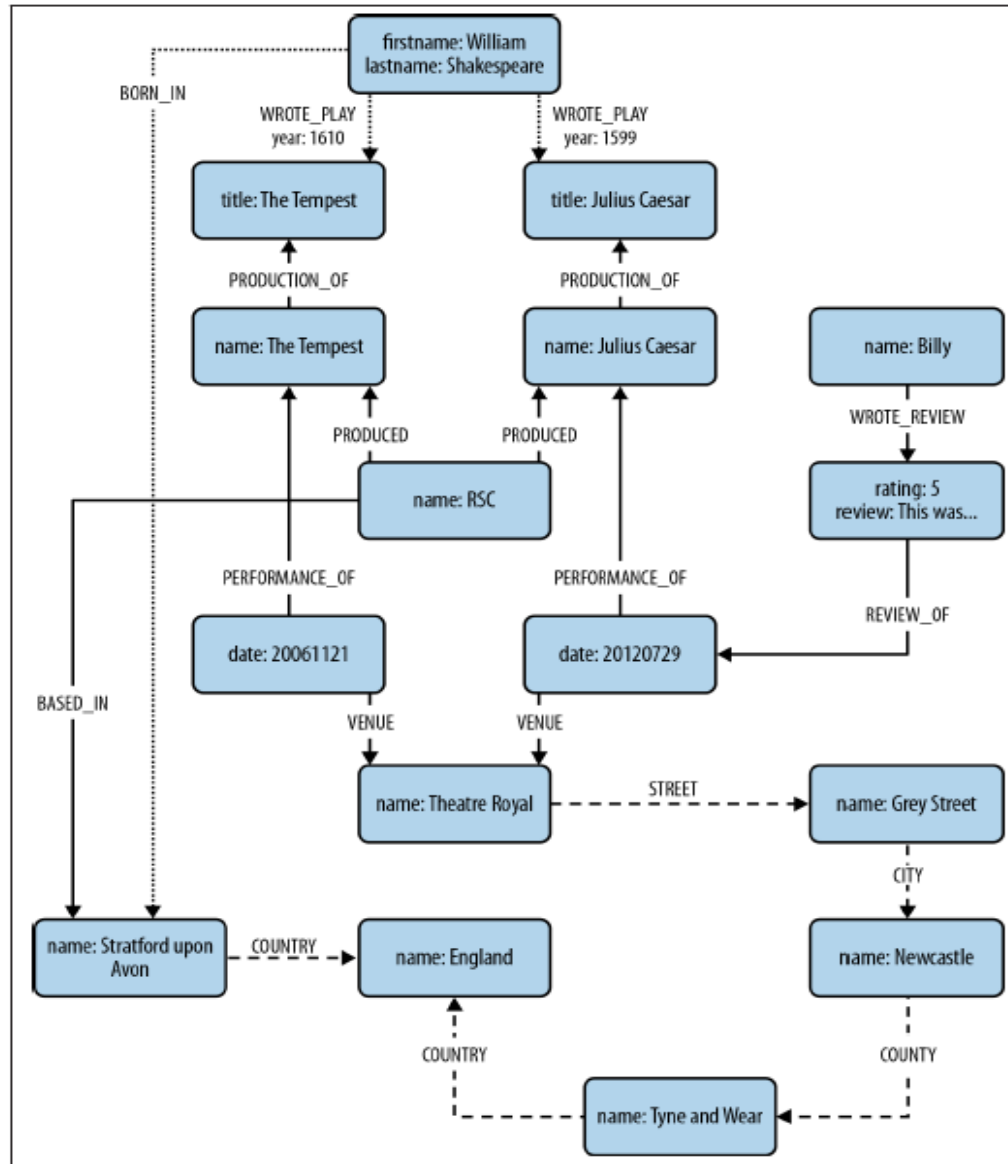 firstname: William
lastname: Shakespeare
BORN_IN
WROTE_PLAY
year: 1610
WROTE_PLAY
year: 1599
title: The Tempest
title: Julius Caesar
PRODUCTION_OF
PRODUCTION_OF
name: The Tempest
name: Julius Caesar
name: Billy
WROTE_REVIEW
PRODUCED
PRODUCED
name: RSC
rating: 5
review: This was...
PERFORMANCE_OF
PERFORMANCE_OF
REVIEW_OF
date: 20061121
date: 20120729
BASED_IN
VENUE
VENUE
name: Theatre Royal
STREET
name: Grey Street
CITY
name: Stratford upon
Avon
COUNTRY
name: England
name: Newcastle
COUNTRY
COUNTY
name: Tyne and Wear